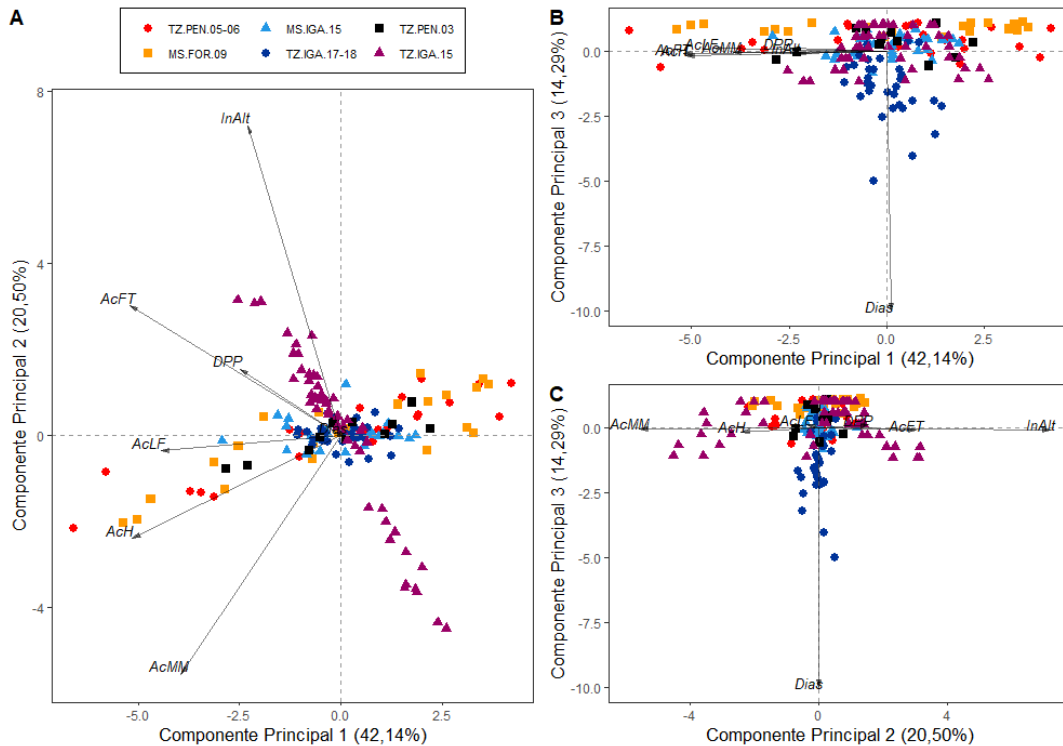 A
TZ.PEN.05-06 MS.IGA.15 TZ.PEN.03
MS.FOR.09 TZ.IGA.17-18 TZ.IGA.15
8
4
0
-4
Componente Principal 2 (20,50%)
InAlt
AcFT
DPP
AcLF
AcH
AcMM
-5.0 -2.5 0.0 2.5
Componente Principal 1 (42,14%)
B
0.0
-2.5
-5.0
-7.5
-10.0
Componente Principal 3 (14,29%)
AcLF
DPP
AcMM
InAlt
Dias
-5.0 -2.5 0.0 2.5
Componente Principal 1 (42,14%)
C
0.0
-2.5
-5.0
-7.5
-10.0
Componente Principal 3 (14,29%)
AcMM
AcH
AcET
InAlt
Dias
-4 0 4
Componente Principal 2 (20,50%)